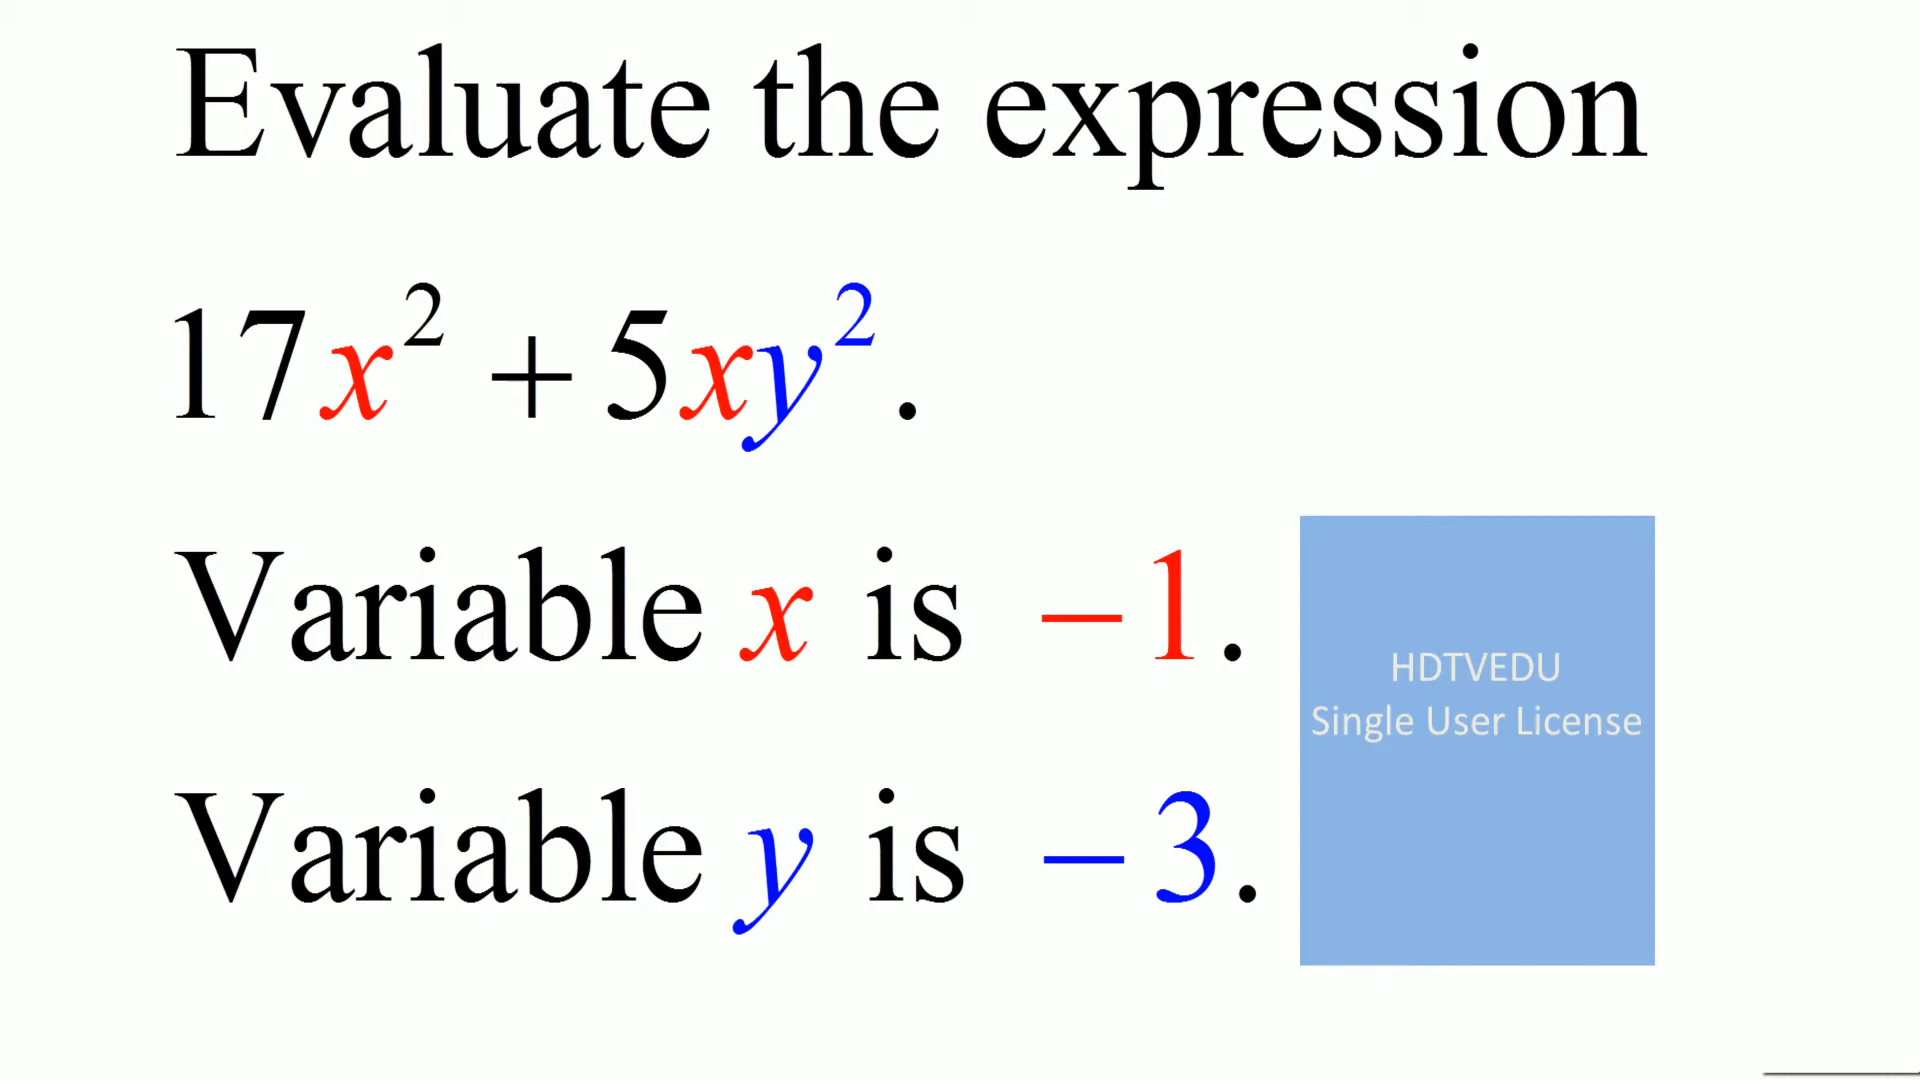 Evaluate the expression
17x² + 5xy².
Variable x is −1.
Variable y is −3.
HDTVEDU
Single User License